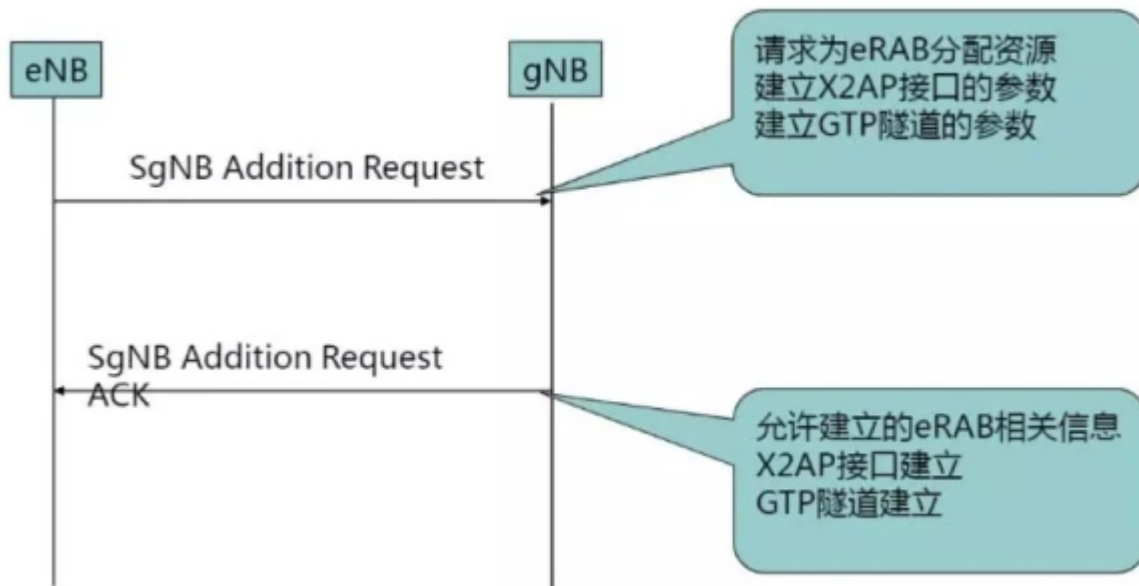 eNB
gNB
请求为eRAB分配资源
建立X2AP接口的参数
建立GTP隧道的参数
SgNB Addition Request
SgNB Addition Request
ACK
允许建立的eRAB相关信息
X2AP接口建立
GTP隧道建立